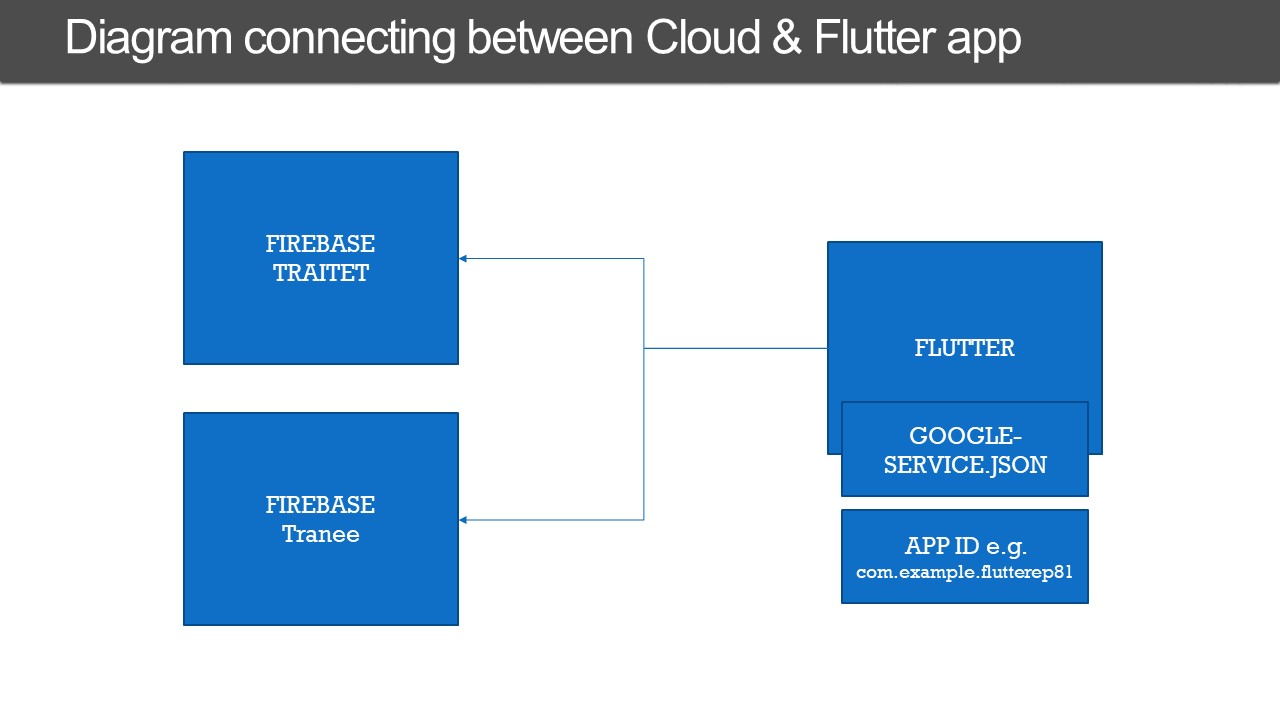 Diagram connecting between Cloud & Flutter app
FIREBASE
TRAITET
FLUTTER
GOOGLE-
SERVICE.JSON
FIREBASE
Tranee
APP ID e.g.
com.example.flutterep81